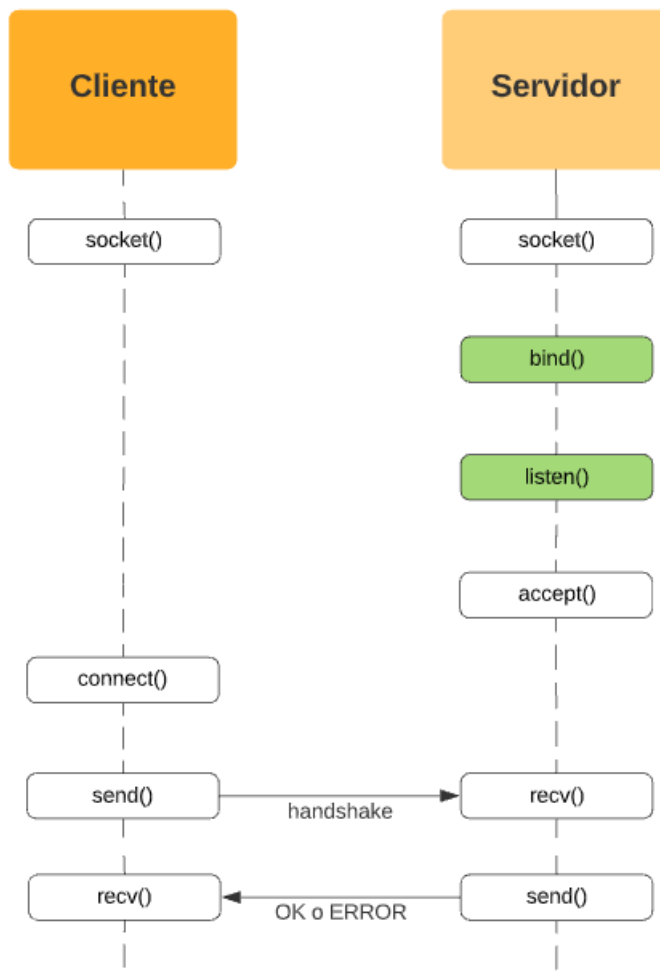 Cliente
Servidor
socket()
socket()
bind()
listen()
accept()
connect()
send()
handshake
recv()
recv()
OK o ERROR
send()